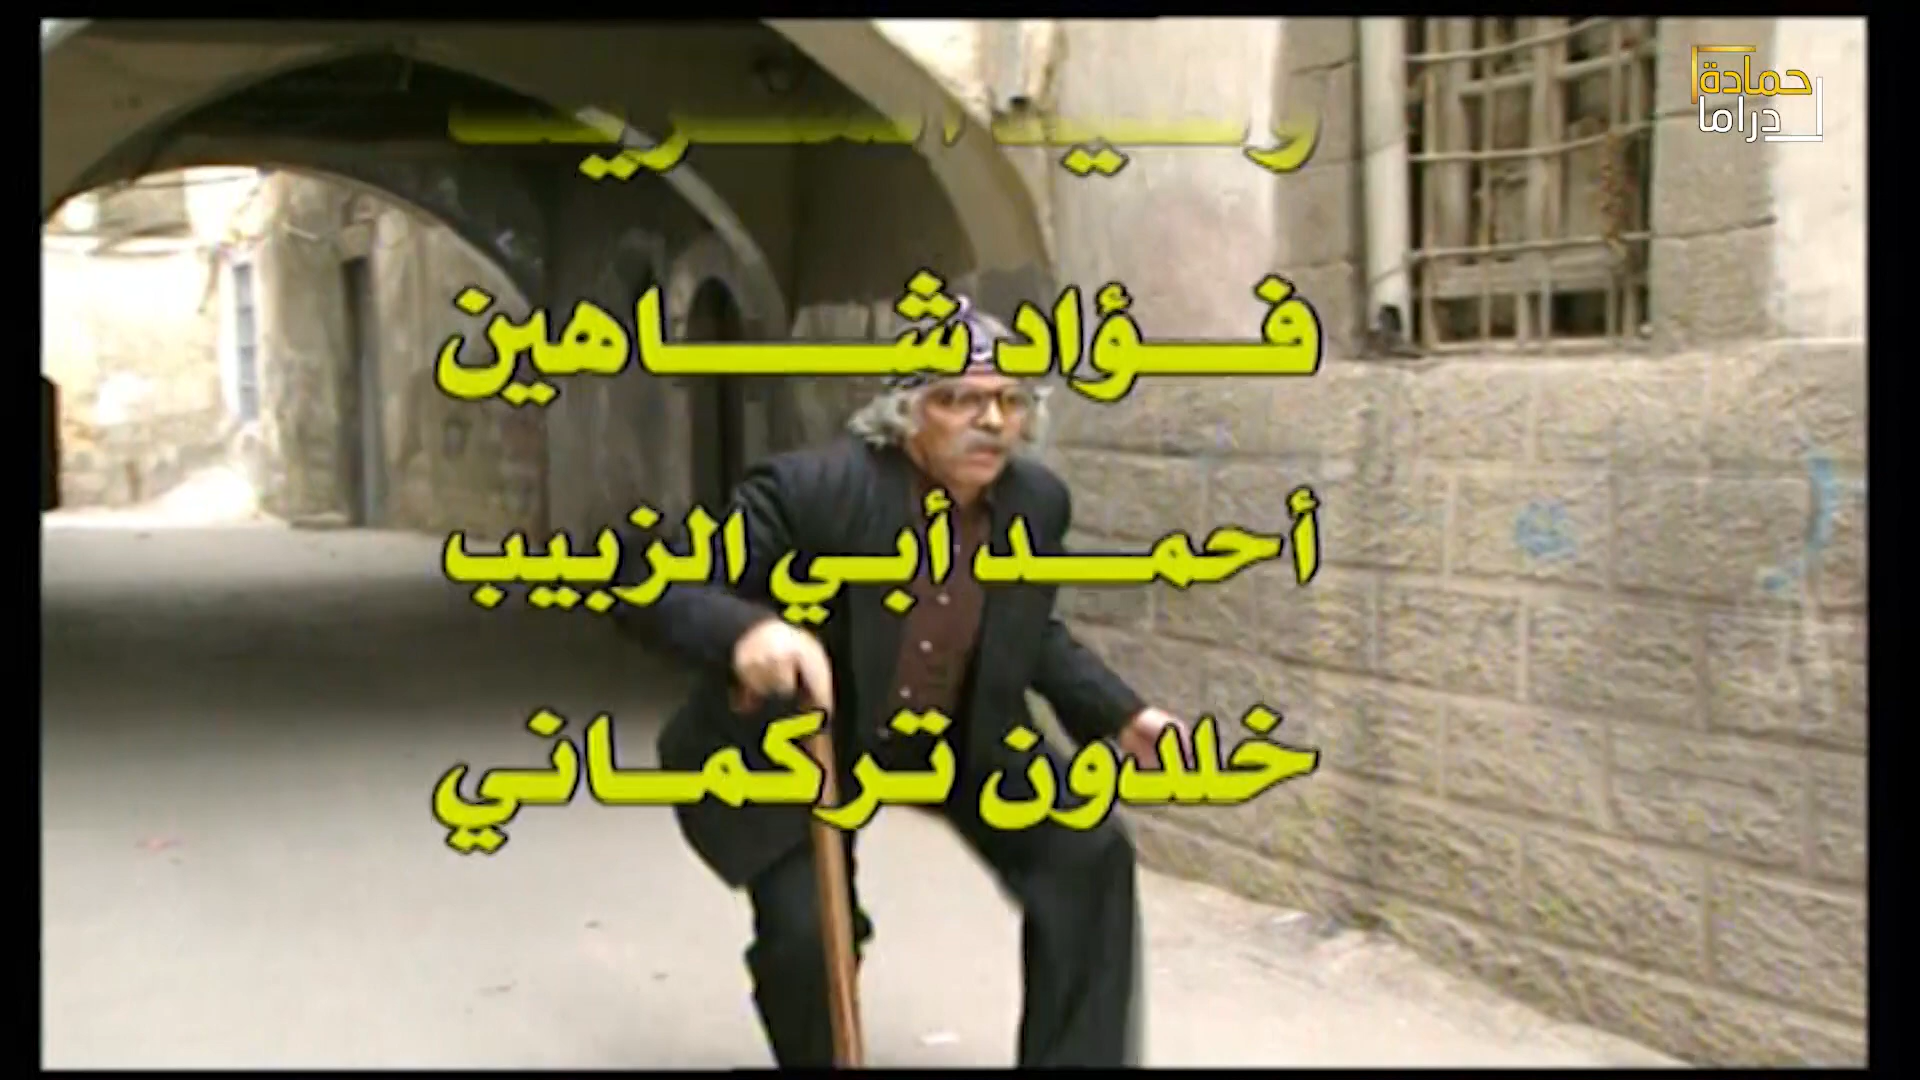 فؤاد شاهين
أحمد أبي الزبيب
خلدون تركماني
حمادة
دراما